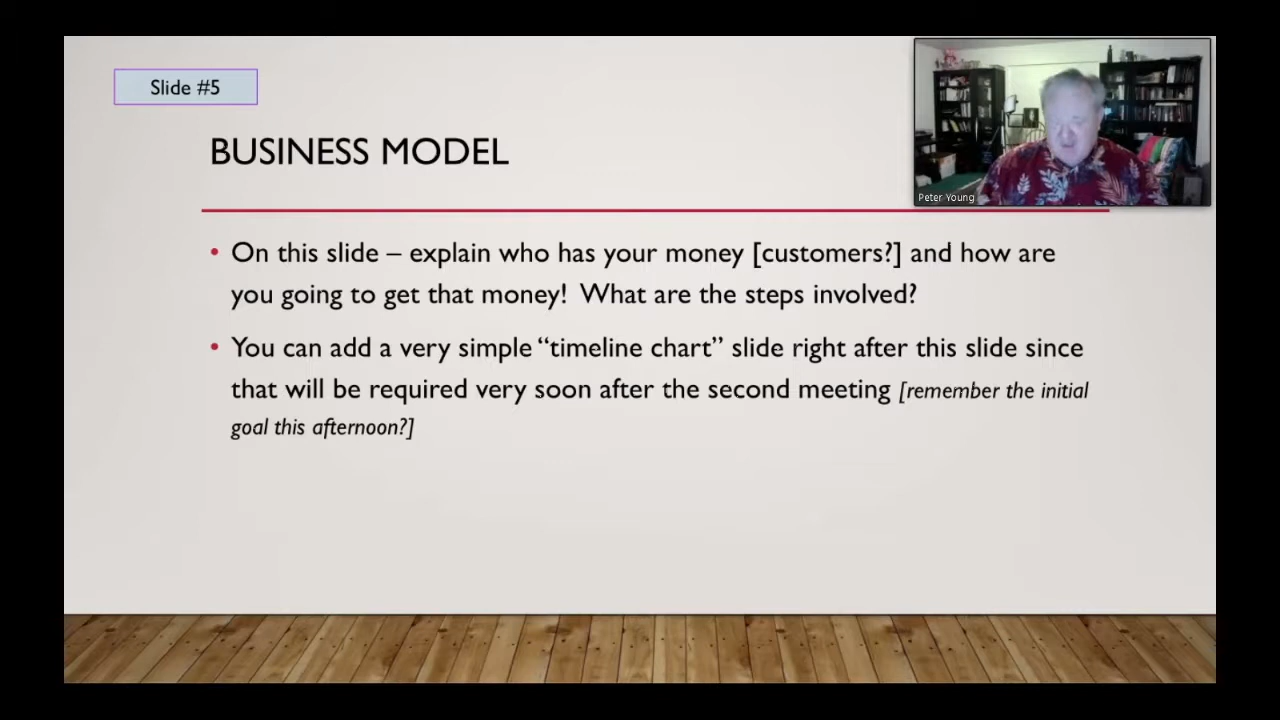 Slide #5
BUSINESS MODEL
Peter Young
• On this slide – explain who has your money [customers?] and how are
you going to get that money!  What are the steps involved?
• You can add a very simple “timeline chart” slide right after this slide since
that will be required very soon after the second meeting [remember the initial
goal this afternoon?]